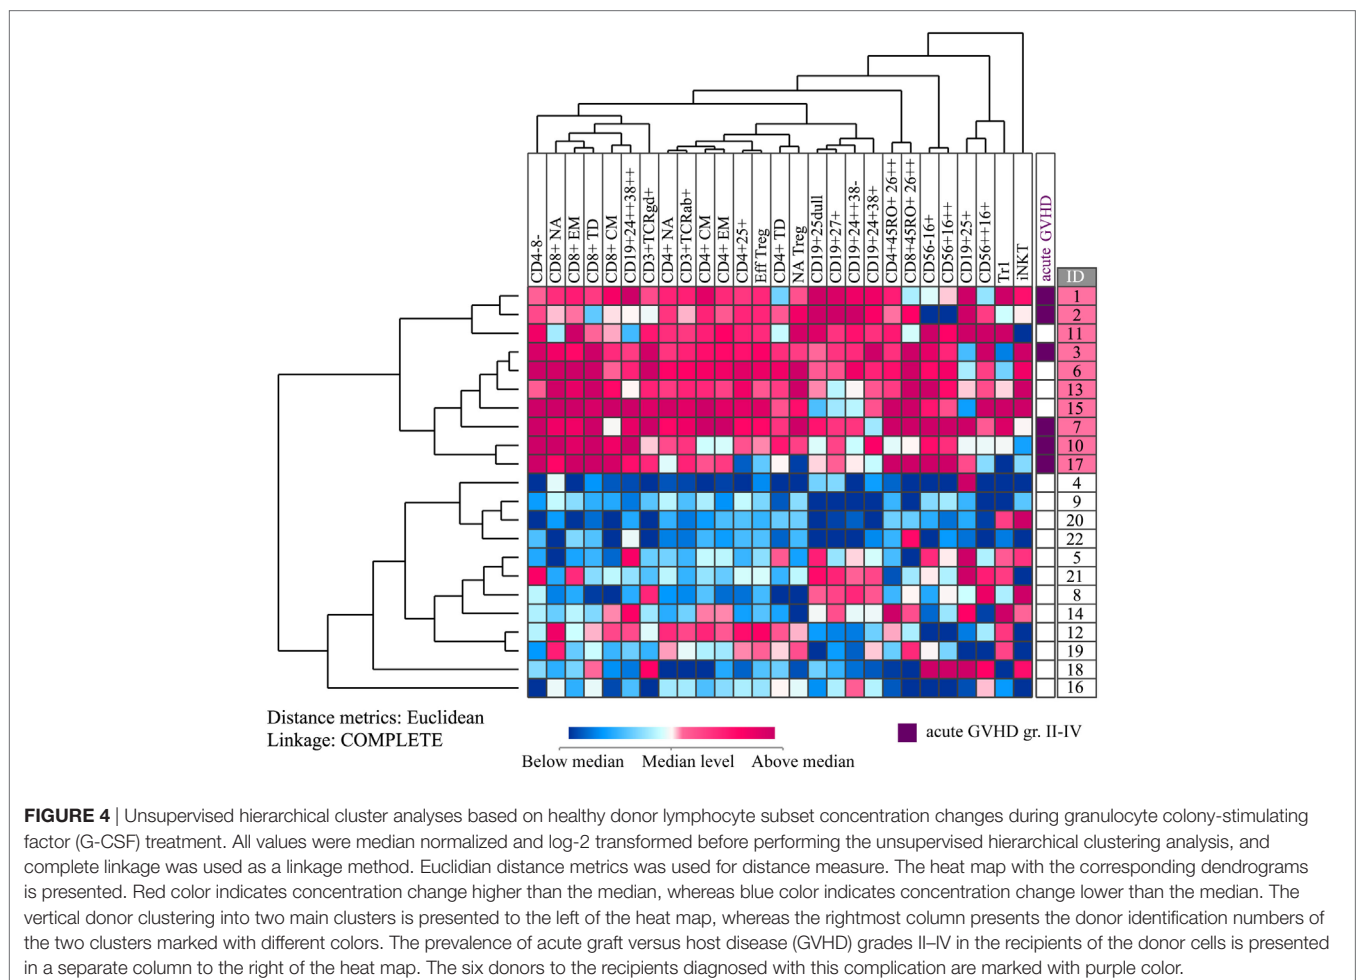 CD4-8-
CD8+ NA
CD8+ EM
CD8+ TD
CD8+ CM
CD19+24++38++
CD3+TCRgd+
CD4+ NA
CD3+TCRab+
CD4+ CM
CD4+ EM
CD4+25+
Eff Treg
CD4+ TD
NA Treg
CD19+25dull
CD19+27+
CD19+24++38-
CD19+24+38+
CD4+45RO+ 26++
CD8+45RO+ 26++
CD56-16+
CD56+16++
CD19+25+
CD56++16+
Tr1
iNKT
acute GVHD
ID
1
2
11
3
6
13
15
7
10
17
4
9
20
22
5
21
8
14
12
19
18
16
Distance metrics: Euclidean
Linkage: COMPLETE
Below median Median level Above median
acute GVHD gr. II-IV
FIGURE 4 | Unsupervised hierarchical cluster analyses based on healthy donor lymphocyte subset concentration changes during granulocyte colony-stimulating
factor (G-CSF) treatment. All values were median normalized and log-2 transformed before performing the unsupervised hierarchical clustering analysis, and
complete linkage was used as a linkage method. Euclidian distance metrics was used for distance measure. The heat map with the corresponding dendrograms
is presented. Red color indicates concentration change higher than the median, whereas blue color indicates concentration change lower than the median. The
vertical donor clustering into two main clusters is presented to the left of the heat map, whereas the rightmost column presents the donor identification numbers of
the two clusters marked with different colors. The prevalence of acute graft versus host disease (GVHD) grades II–IV in the recipients of the donor cells is presented
in a separate column to the right of the heat map. The six donors to the recipients diagnosed with this complication are marked with purple color.